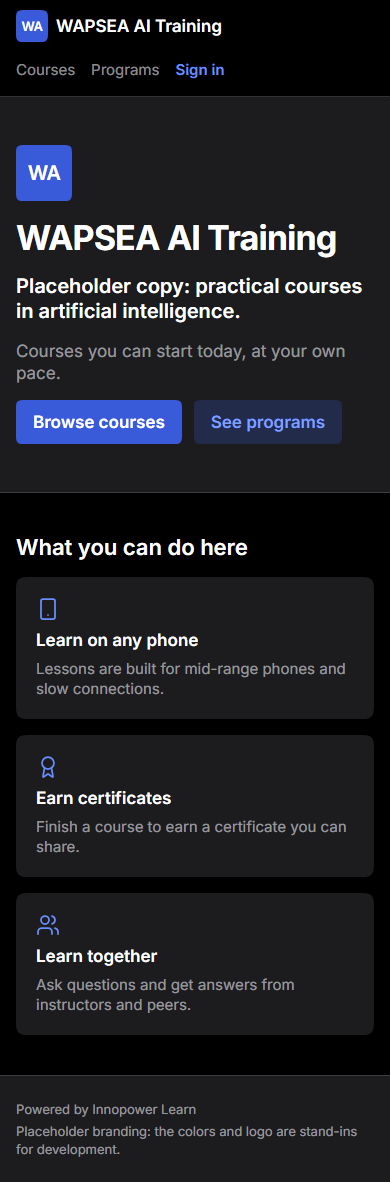 WA WAPSEA AI Training
Courses Programs Sign in
WA
WAPSEA AI Training
Placeholder copy: practical courses
in artificial intelligence.
Courses you can start today, at your own
pace.
Browse courses See programs
What you can do here
Learn on any phone
Lessons are built for mid-range phones and
slow connections.
Earn certificates
Finish a course to earn a certificate you can
share.
Learn together
Ask questions and get answers from
instructors and peers.
Powered by Innopower Learn
Placeholder branding: the colors and logo are stand-ins
for development.